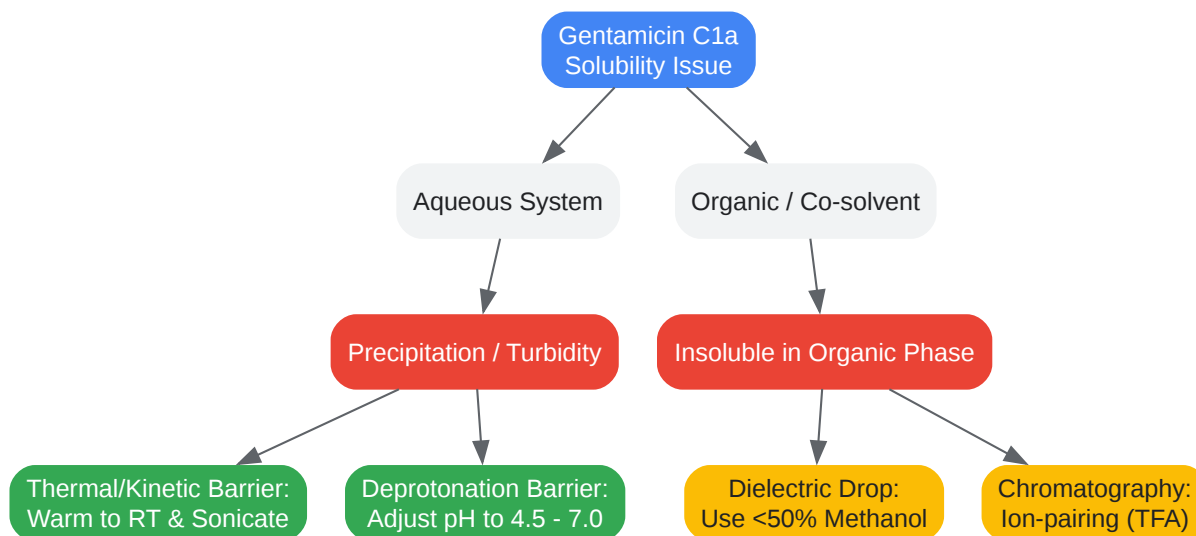 Gentamicin C1a
Solubility Issue
Aqueous System
Organic / Co-solvent
Precipitation / Turbidity
Insoluble in Organic Phase
Thermal/Kinetic Barrier:
Warm to RT & Sonicate
Deprotonation Barrier:
Adjust pH to 4.5 - 7.0
Dielectric Drop:
Use <50% Methanol
Chromatography:
Ion-pairing (TFA)